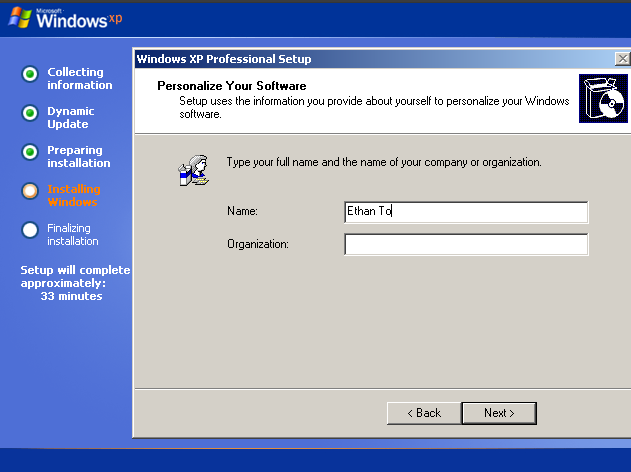 Microsoft
Windows xp
Collecting
information
Dynamic
Update
Preparing
installation
Installing
Windows
Finalizing
installation
Setup will complete
approximately:
33 minutes
Windows XP Professional Setup
Personalize Your Software
Setup uses the information you provide about yourself to personalize your Windows
software.
Type your full name and the name of your company or organization.
Name: Ethan To
Organization:
< Back Next >